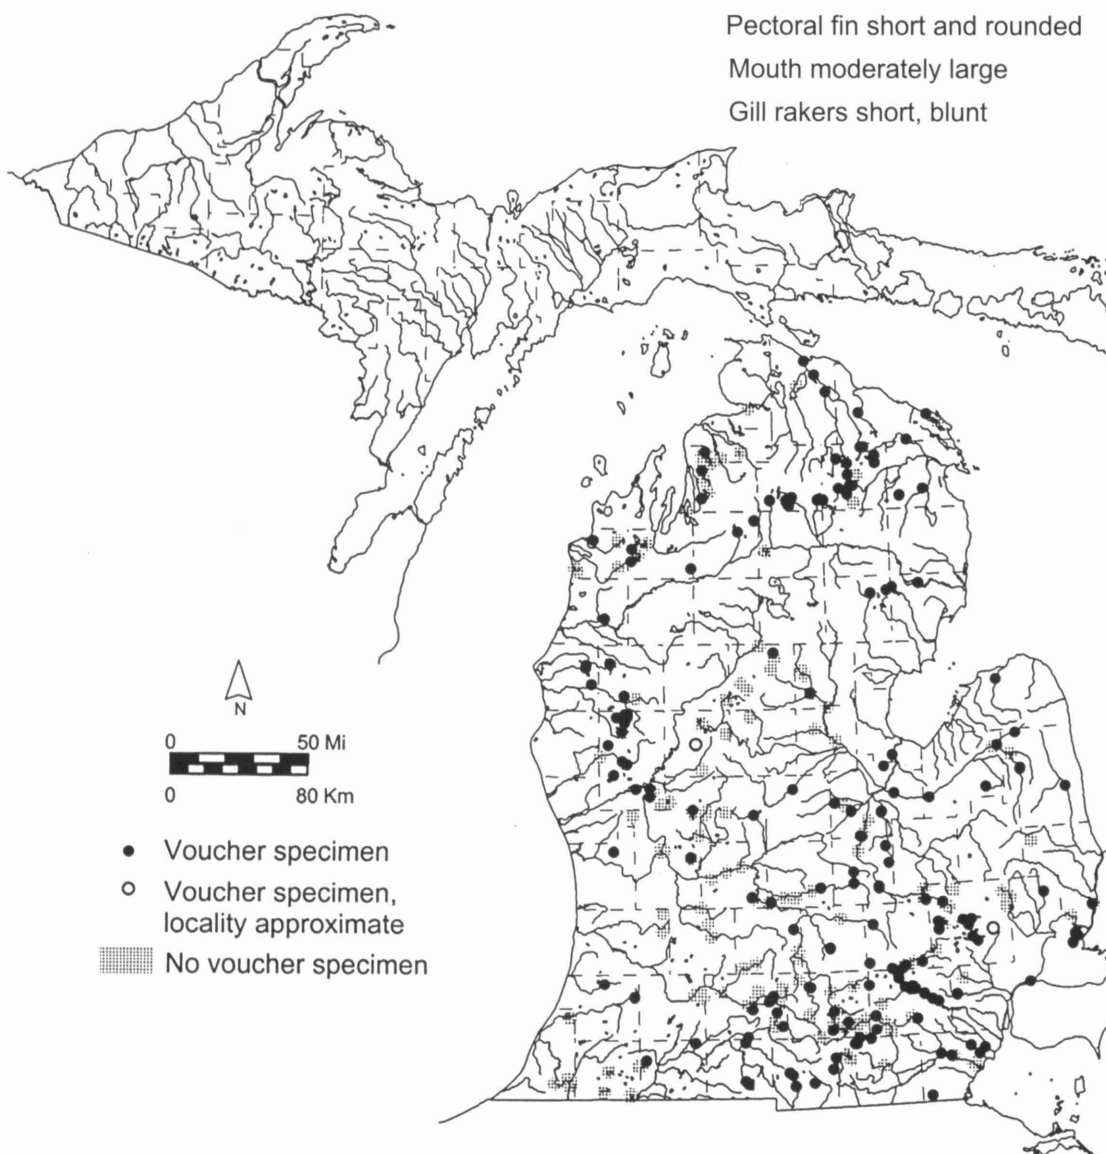 Pectoral fin short and rounded
Mouth moderately large
Gill rakers short, blunt
N
0 50 Mi
0 80 Km
Voucher specimen
Voucher specimen,
locality approximate
No voucher specimen